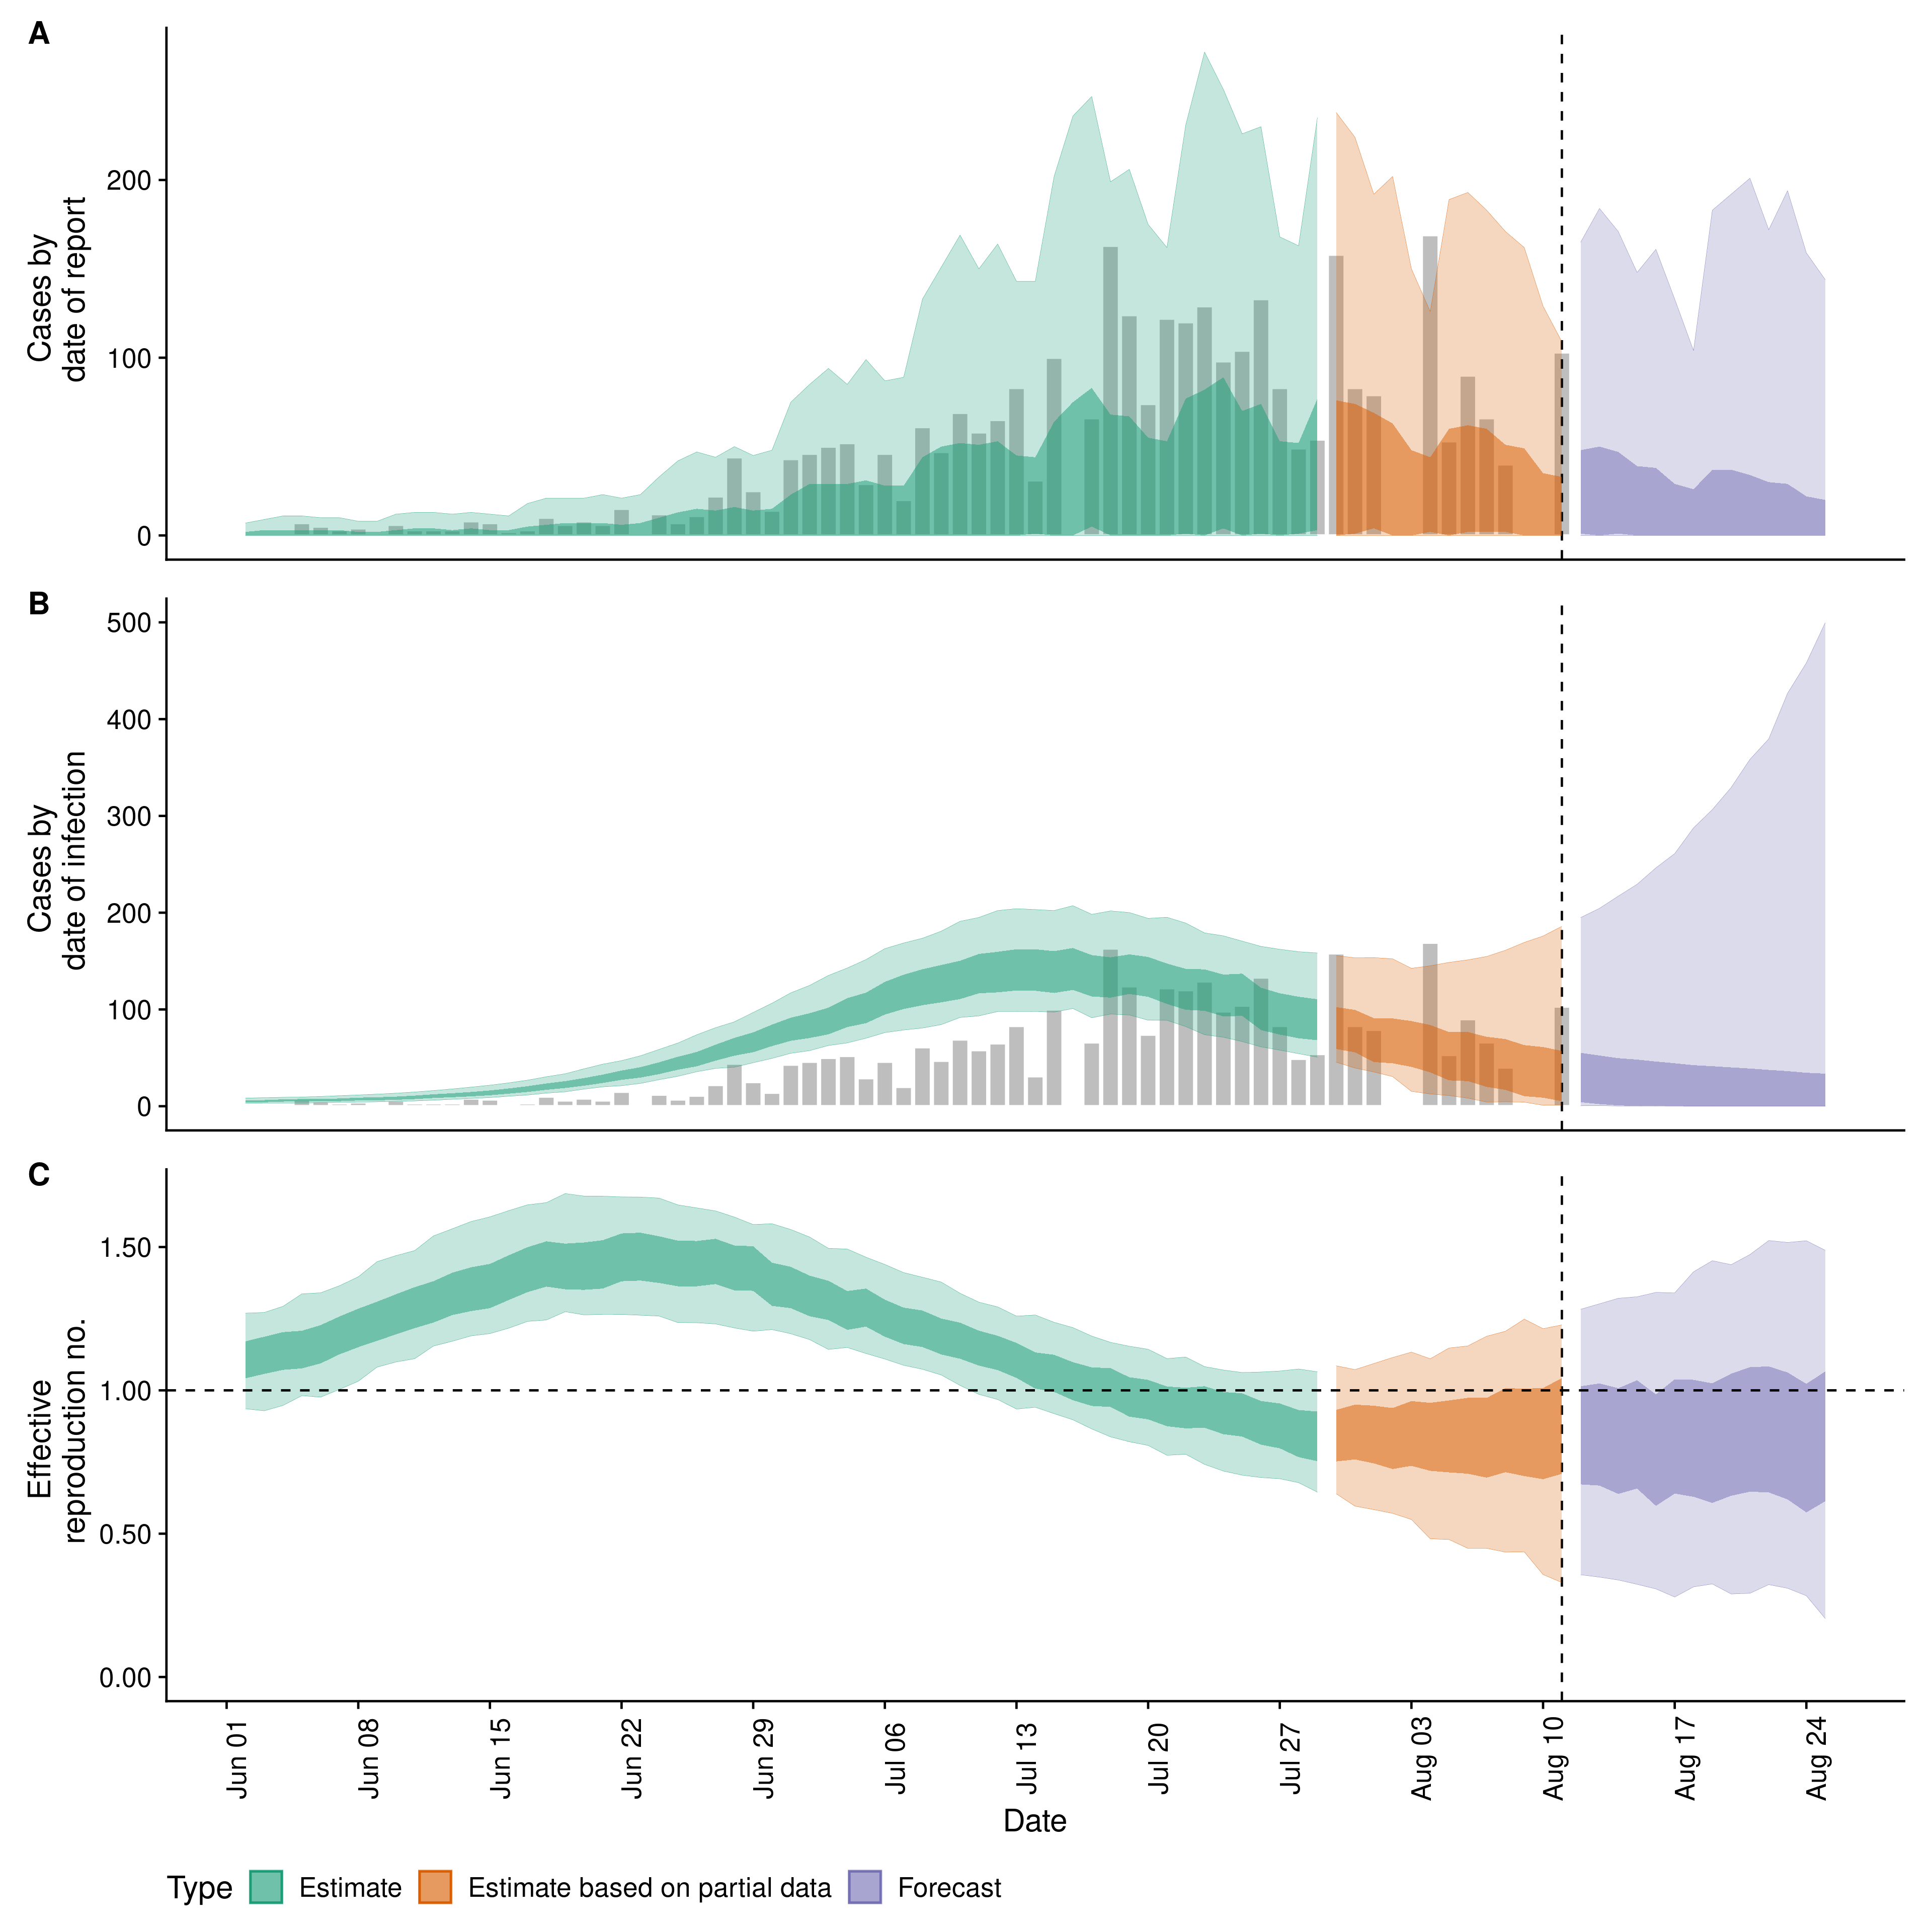 A
Cases by
date of report
200
100
0
B
Cases by
date of infection
500
400
300
200
100
0
C
Effective
reproduction no.
1.50
1.00
0.50
0.00
Jun 01
Jun 08
Jun 15
Jun 22
Jun 29
Jul 06
Jul 13
Jul 20
Jul 27
Aug 03
Aug 10
Aug 17
Aug 24
Date
Type Estimate Estimate based on partial data Forecast